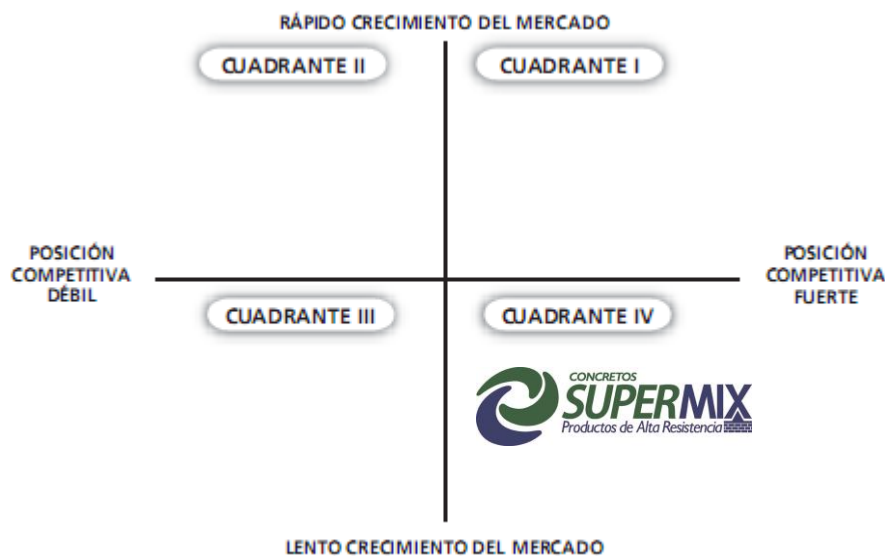 RÁPIDO CRECIMIENTO DEL MERCADO
CUADRANTE II
CUADRANTE I
POSICIÓN
COMPETITIVA
DÉBIL
POSICIÓN
COMPETITIVA
FUERTE
CUADRANTE III
CUADRANTE IV
CONCRETOS
SUPERMIX
Productos de Alta Resistencia
LENTO CRECIMIENTO DEL MERCADO